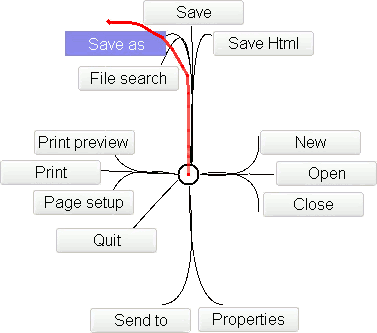 Save
Save as
Save Html
File search
Print preview
New
Print
Open
Page setup
Close
Quit
Send to
Properties